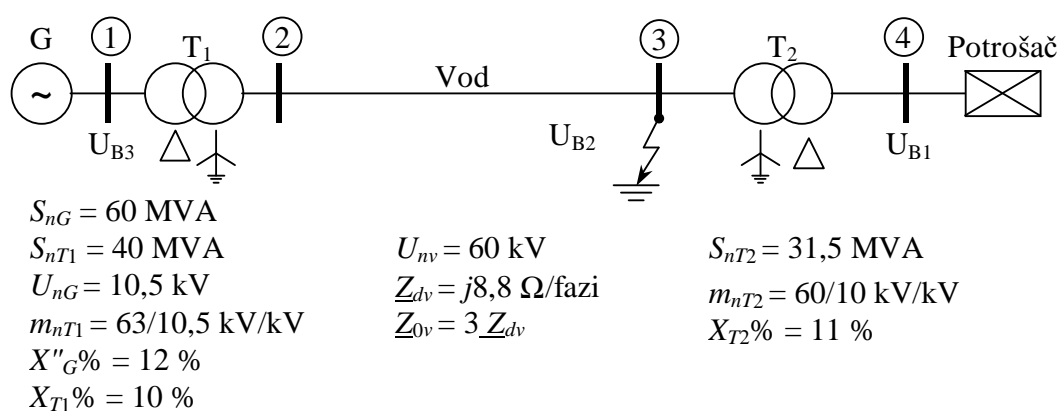 G 1 T1 2 3 T2 4 Potrošač
~ Vod
UB3 UB2 UB1
SnG = 60 MVA
SnT1 = 40 MVA Unv = 60 kV SnT2 = 31,5 MVA
UnG = 10,5 kV Zdv = j8,8 Ω/fazi mnT2 = 60/10 kV/kV
mnT1 = 63/10,5 kV/kV Z0v = 3 Zdv XT2% = 11 %
X"G% = 12 %
XT1% = 10 %